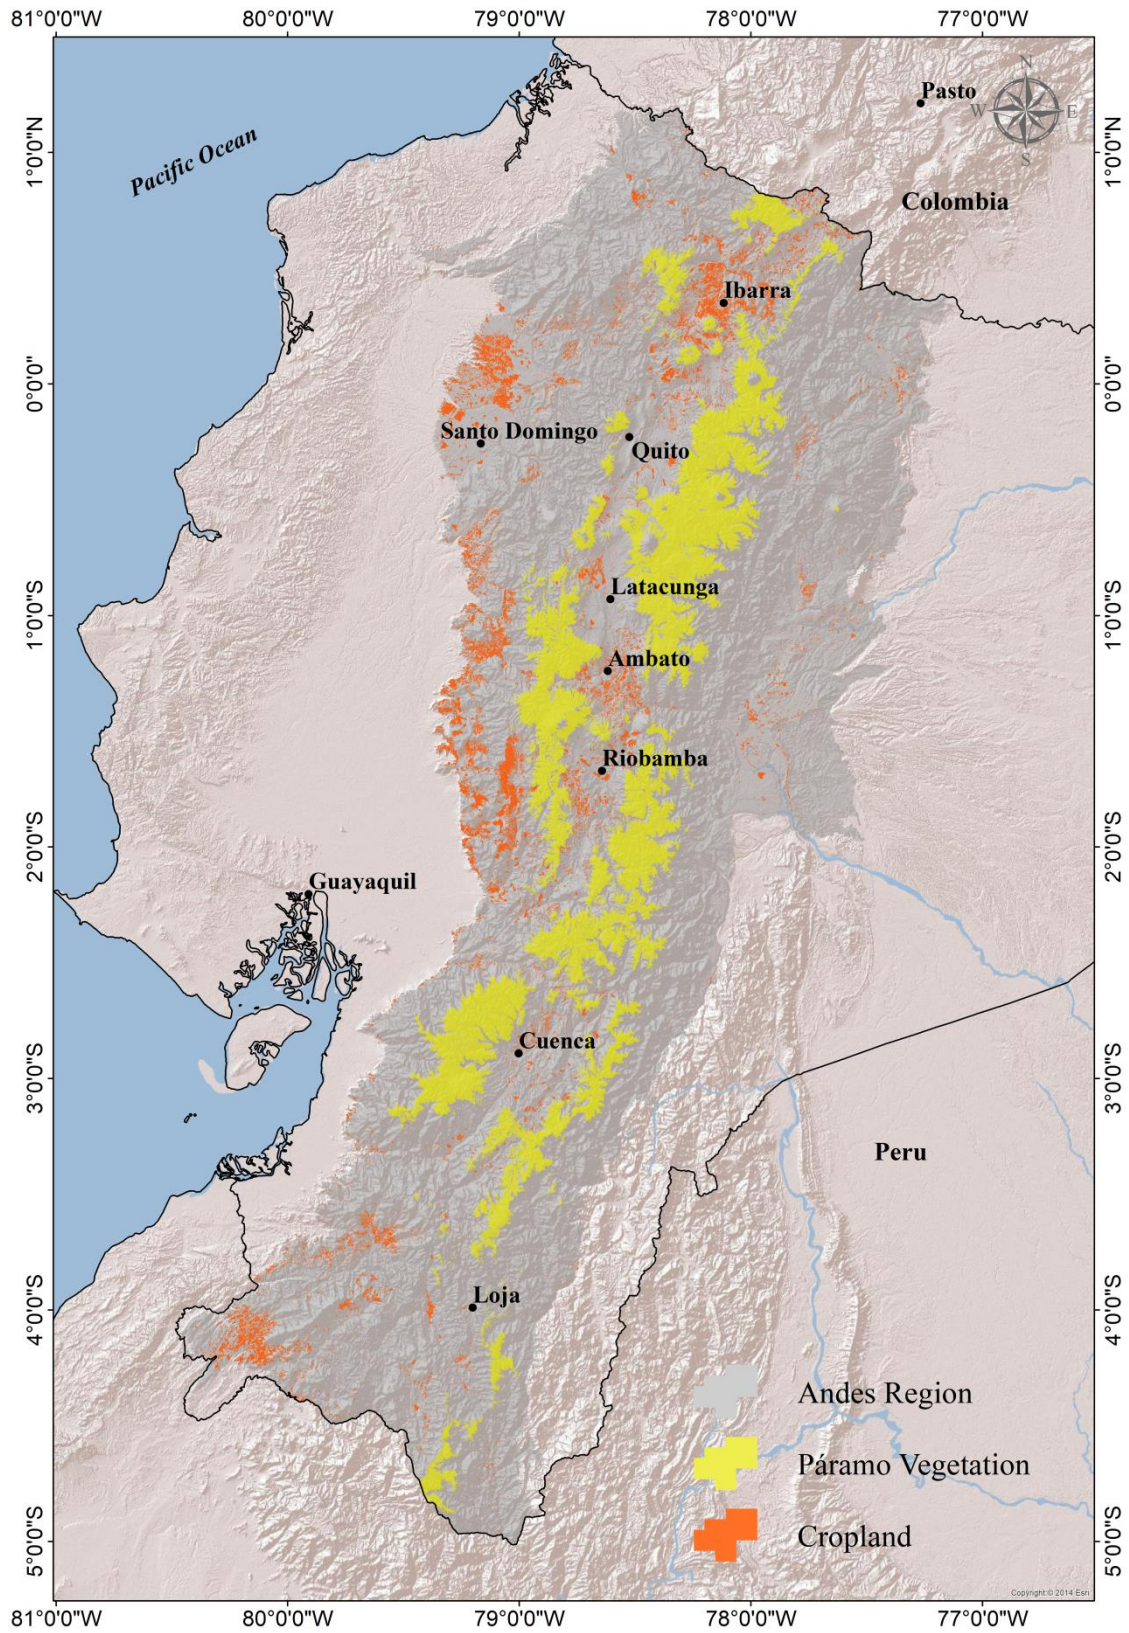 81°0'0"W 80°0'0"W 79°0'0"W 78°0'0"W 77°0'0"W
Pasto
N
W E
S
Pacific Ocean
1°0'0"N 1°0'0"N
Colombia
Ibarra
0°0'0" 0°0'0"
Santo Domingo
Quito
Latacunga
1°0'0"S 1°0'0"S
Ambato
Riobamba
2°0'0"S 2°0'0"S
Guayaquil
Cuenca
3°0'0"S 3°0'0"S
Peru
Loja
4°0'0"S 4°0'0"S
Andes Region
Páramo Vegetation
Cropland
5°0'0"S 5°0'0"S
Copyright:© 2014 Esri
81°0'0"W 80°0'0"W 79°0'0"W 78°0'0"W 77°0'0"W